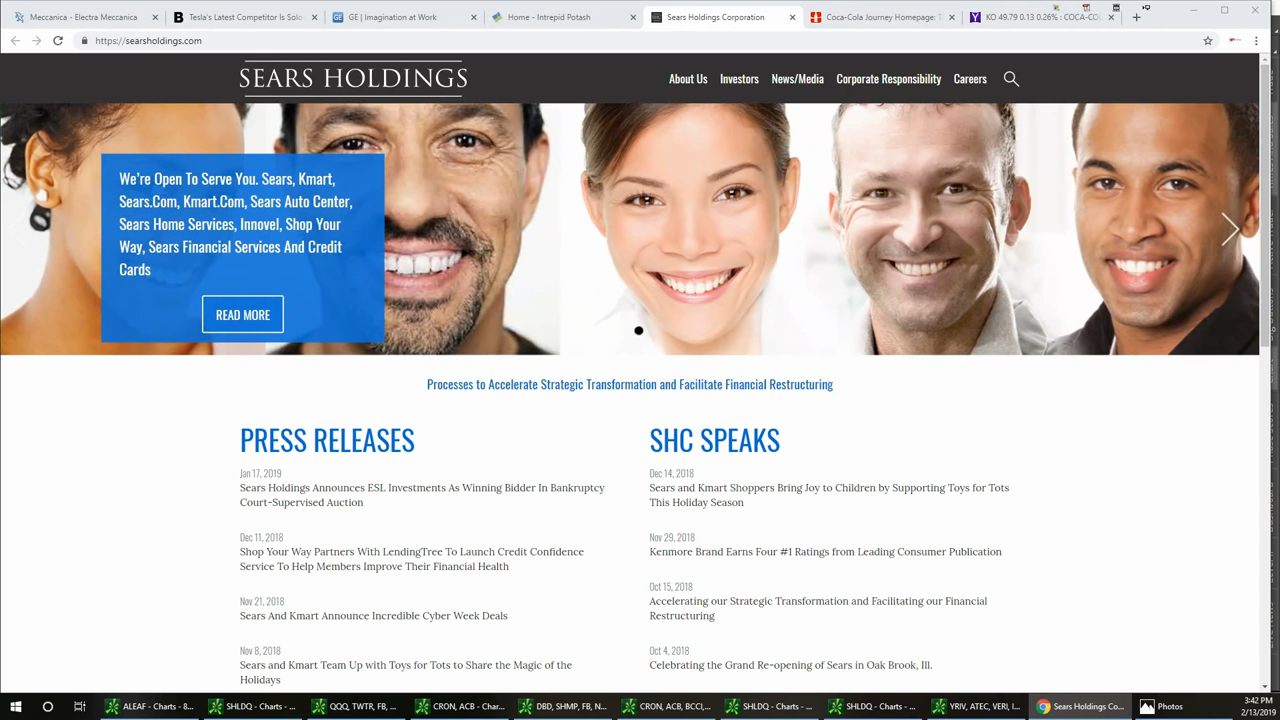 Meccanica - Electra Meccanica
Tesla's Latest Competitor Is Solo
GE | Imagination at Work
Home - Intrepid Potash
Sears Holdings Corporation
Coca-Cola Journey Homepage:
KO 49.79 0.13 0.26% : COCA-CO
https://searsholdings.com
SEARS HOLDINGS
About Us
Investors
News/Media
Corporate Responsibility
Careers
We're Open To Serve You. Sears, Kmart,
Sears.Com, Kmart.Com, Sears Auto Center,
Sears Home Services, Innovel, Shop Your
Way, Sears Financial Services And Credit
Cards
READ MORE
Processes to Accelerate Strategic Transformation and Facilitate Financial Restructuring
PRESS RELEASES
Jan 17, 2019
Sears Holdings Announces ESL Investments As Winning Bidder In Bankruptcy
Court-Supervised Auction
Dec 11, 2018
Shop Your Way Partners With LendingTree To Launch Credit Confidence
Service To Help Members Improve Their Financial Health
Nov 21, 2018
Sears And Kmart Announce Incredible Cyber Week Deals
Nov 8, 2018
Sears and Kmart Team Up with Toys for Tots to Share the Magic of the
Holidays
SHC SPEAKS
Dec 14, 2018
Sears and Kmart Shoppers Bring Joy to Children by Supporting Toys for Tots
This Holiday Season
Nov 29, 2018
Kenmore Brand Earns Four #1 Ratings from Leading Consumer Publication
Oct 15, 2018
Accelerating our Strategic Transformation and Facilitating our Financial
Restructuring
Oct 4, 2018
Celebrating the Grand Re-opening of Sears in Oak Brook, Ill.
ALEAF - Charts - 8...
SHLDQ - Charts - ...
QQQ, TWTR, FB, ...
CRON, ACB - Char...
DBD, SHMP, FB, N...
CRON, ACB, BCCI,...
SHLDQ - Charts - ...
SHLDQ - Charts - ...
YRIV, ATEC, VERI, I...
Sears Holdings Co...
Photos
3:42 PM
2/13/2019